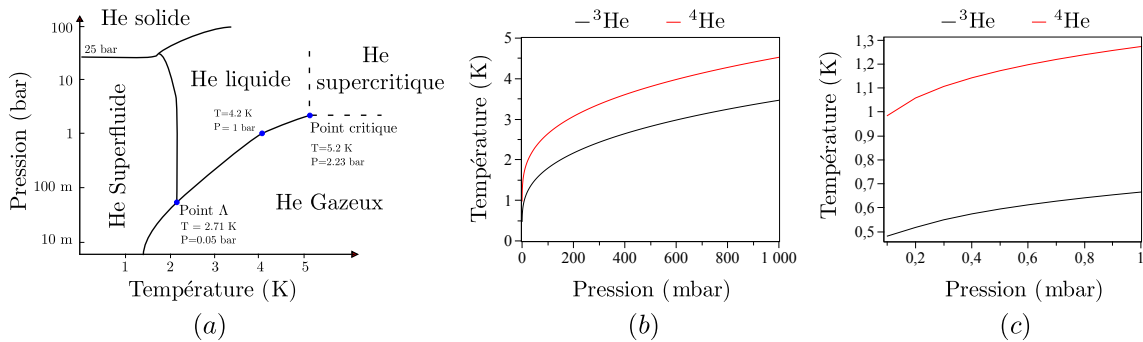 He solide
100
25 bar
10
1
100 m
10 m
Pression (bar)
He Superfluide
He liquide
He
supercritique
T=4.2 K
P= 1 bar
Point critique
T=5.2 K
P=2.23 bar
Point Λ
T = 2.71 K
P=0.05 bar
He Gazeux
1 2 3 4 5
Température (K)
(a)
³He ⁴He
5
4
3
2
1
0
Température (K)
0 200 400 600 800 1 000
Pression (mbar)
(b)
³He ⁴He
1,3
1,2
1,1
1
0,9
0,8
0,7
0,6
0,5
Température (K)
0,2 0,4 0,6 0,8 1
Pression (mbar)
(c)